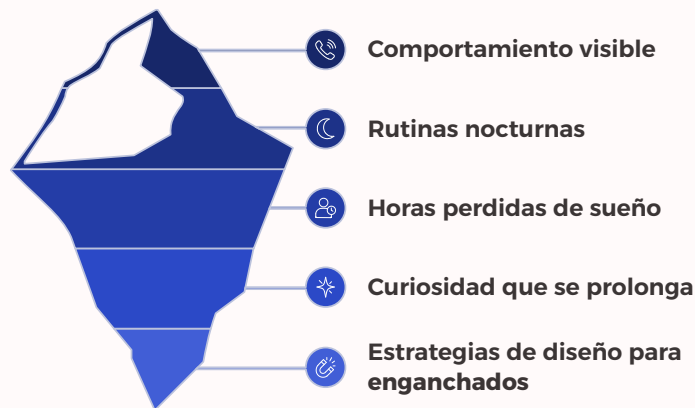 Comportamiento visible
Rutinas nocturnas
Horas perdidas de sueño
Curiosidad que se prolonga
Estrategias de diseño para
enganchados